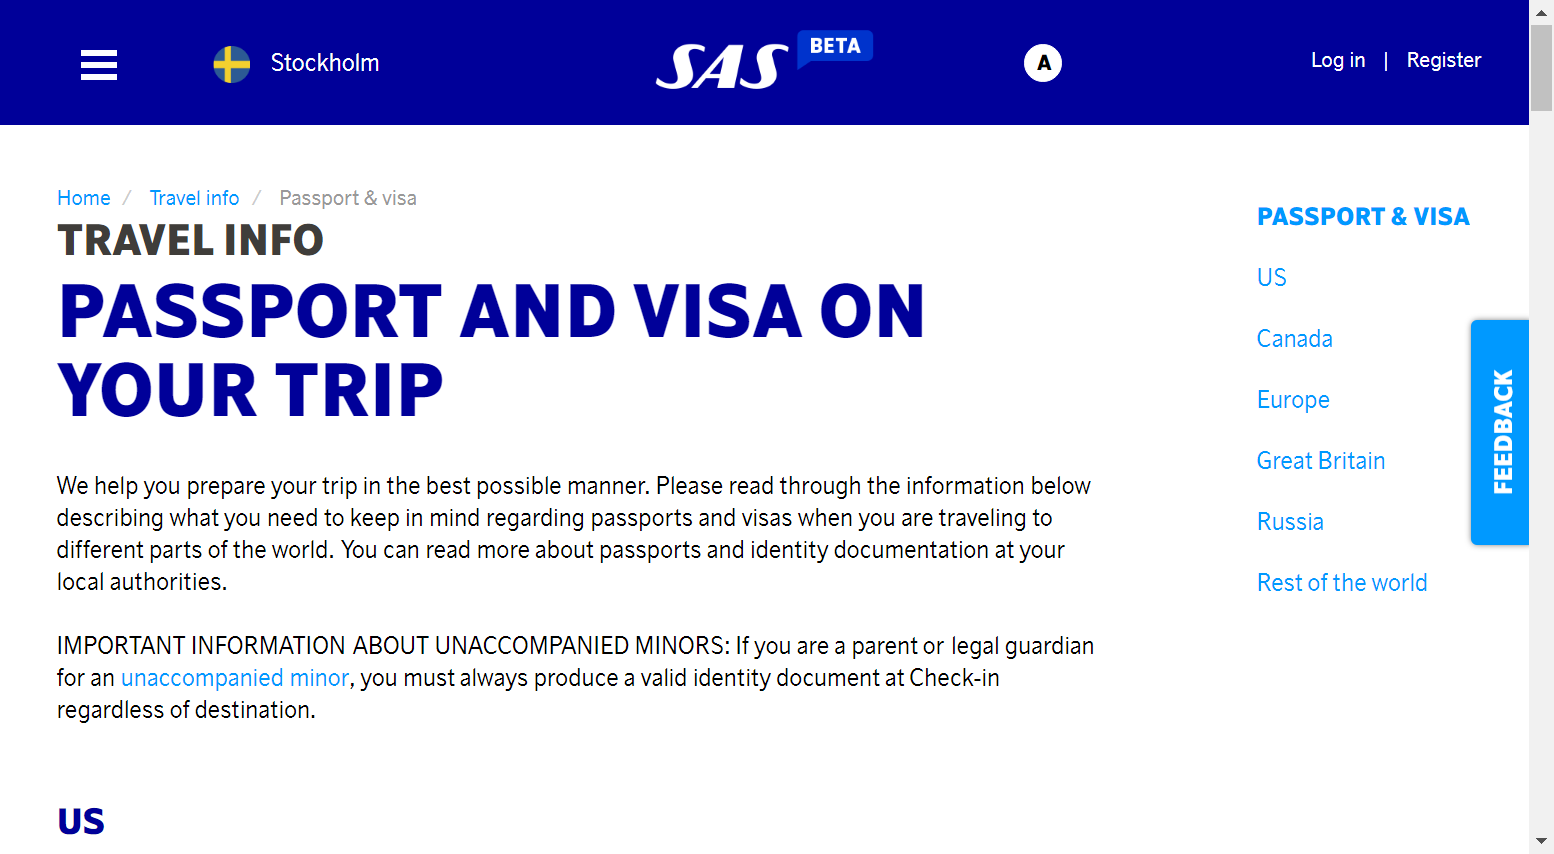 Stockholm
SAS
BETA
A
Log in | Register
Home / Travel info / Passport & visa
TRAVEL INFO
PASSPORT AND VISA ON
YOUR TRIP
We help you prepare your trip in the best possible manner. Please read through the information below
describing what you need to keep in mind regarding passports and visas when you are traveling to
different parts of the world. You can read more about passports and identity documentation at your
local authorities.
IMPORTANT INFORMATION ABOUT UNACCOMPANIED MINORS: If you are a parent or legal guardian
for an unaccompanied minor, you must always produce a valid identity document at Check-in
regardless of destination.
US
PASSPORT & VISA
US
Canada
Europe
Great Britain
Russia
Rest of the world
FEEDBACK